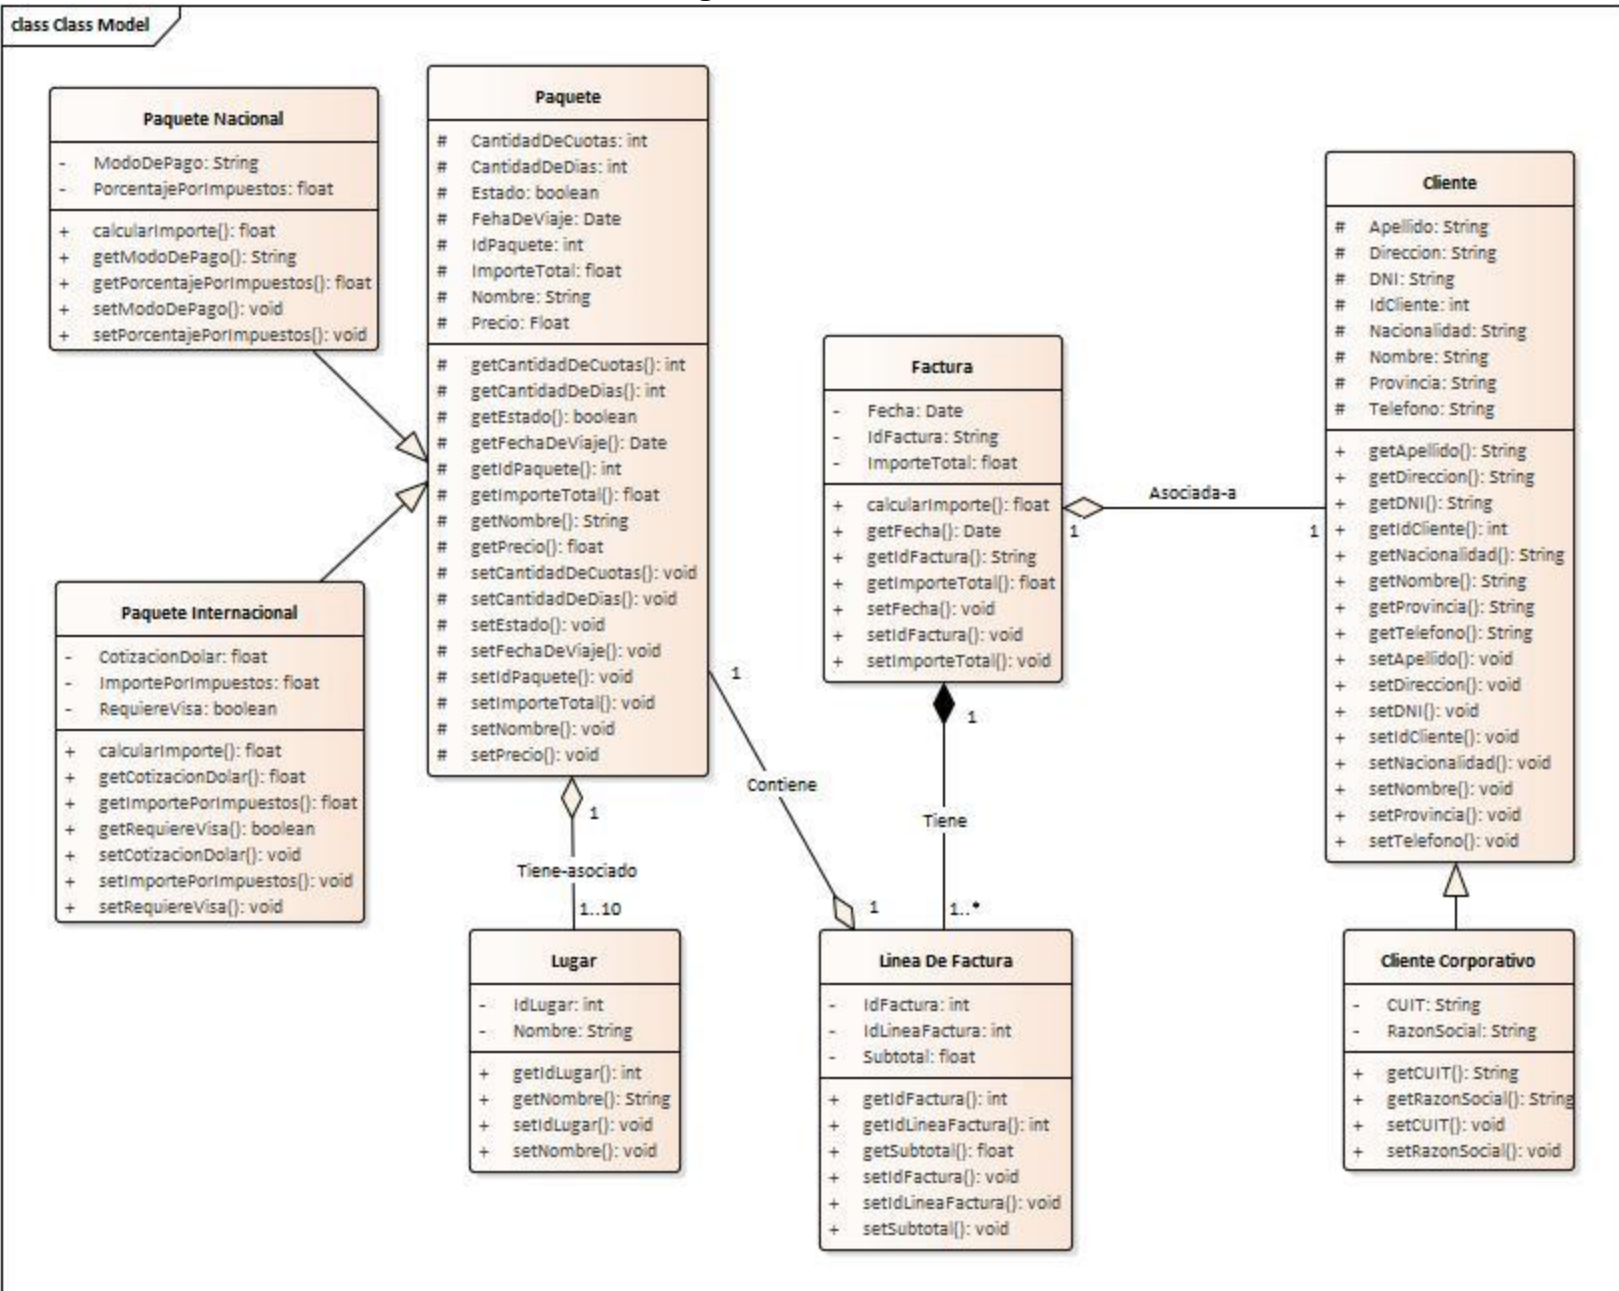 class Class Model
Paquete Nacional
- ModoDePago: String
- PorcentajePorImpuestos: float
+ calcularImporte(): float
+ getModoDePago(): String
+ getPorcentajePorImpuestos(): float
+ setModoDePago(): void
+ setPorcentajePorImpuestos(): void
Paquete
# CantidadDeCuotas: int
# CantidadDeDias: int
# Estado: boolean
# FehaDeViaje: Date
# IdPaquete: int
# ImporteTotal: float
# Nombre: String
# Precio: Float
# getCantidadDeCuotas(): int
# getCantidadDeDias(): int
# getEstado(): boolean
# getFechaDeViaje(): Date
# getIdPaquete(): int
# getImporteTotal(): float
# getNombre(): String
# getPrecio(): float
# setCantidadDeCuotas(): void
# setCantidadDeDias(): void
# setEstado(): void
# setFechaDeViaje(): void
# setIdPaquete(): void
# setImporteTotal(): void
# setNombre(): void
# setPrecio(): void
Paquete Internacional
- CotizacionDolar: float
- ImportePorImpuestos: float
- RequiereVisa: boolean
+ calcularImporte(): float
+ getCotizacionDolar(): float
+ getImportePorImpuestos(): float
+ getRequiereVisa(): boolean
+ setCotizacionDolar(): void
+ setImportePorImpuestos(): void
+ setRequiereVisa(): void
1
Tiene-asociado
1..10
Lugar
- IdLugar: int
- Nombre: String
+ getIdLugar(): int
+ getNombre(): String
+ setIdLugar(): void
+ setNombre(): void
1
Contiene
1
Factura
- Fecha: Date
- IdFactura: String
- ImporteTotal: float
+ calcularImporte(): float
+ getFecha(): Date
+ getIdFactura(): String
+ getImporteTotal(): float
+ setFecha(): void
+ setIdFactura(): void
+ setImporteTotal(): void
1
Tiene
1..*
Linea De Factura
- IdFactura: int
- IdLineaFactura: int
- Subtotal: float
+ getIdFactura(): int
+ getIdLineaFactura(): int
+ getSubtotal(): float
+ setIdFactura(): void
+ setIdLineaFactura(): void
+ setSubtotal(): void
Asociada-a
1
1
Cliente
# Apellido: String
# Direccion: String
# DNI: String
# IdCliente: int
# Nacionalidad: String
# Nombre: String
# Provincia: String
# Telefono: String
+ getApellido(): String
+ getDireccion(): String
+ getDNI(): String
+ getIdCliente(): int
+ getNacionalidad(): String
+ getNombre(): String
+ getProvincia(): String
+ getTelefono(): String
+ setApellido(): void
+ setDireccion(): void
+ setDNI(): void
+ setIdCliente(): void
+ setNacionalidad(): void
+ setNombre(): void
+ setProvincia(): void
+ setTelefono(): void
Cliente Corporativo
- CUIT: String
- RazonSocial: String
+ getCUIT(): String
+ getRazonSocial(): String
+ setCUIT(): void
+ setRazonSocial(): void